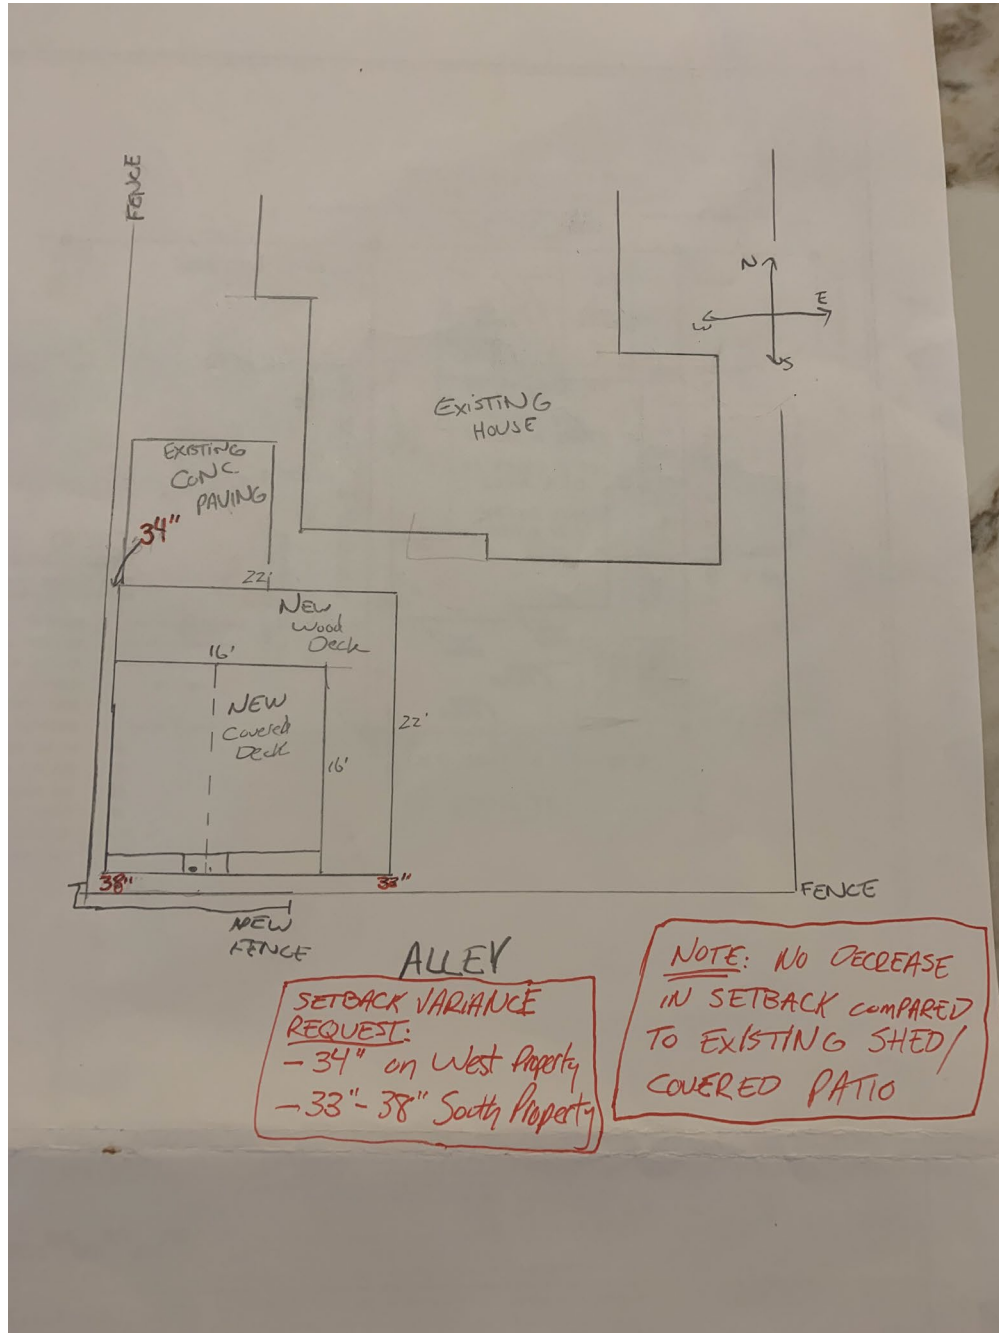 FENCE
N
E
W
S
EXISTING
HOUSE
EXISTING
CONC
PAVING
34"
22'
NEW
Wood
Deck
16'
NEW
Covered
Deck
22'
16'
38"
33"
FENCE
NEW
FENCE
ALLEY
SETBACK VARIANCE
REQUEST:
- 34" on West Property
- 33"-38" South Property
NOTE: NO DECREASE
IN SETBACK COMPARED
TO EXISTING SHED/
COVERED PATIO